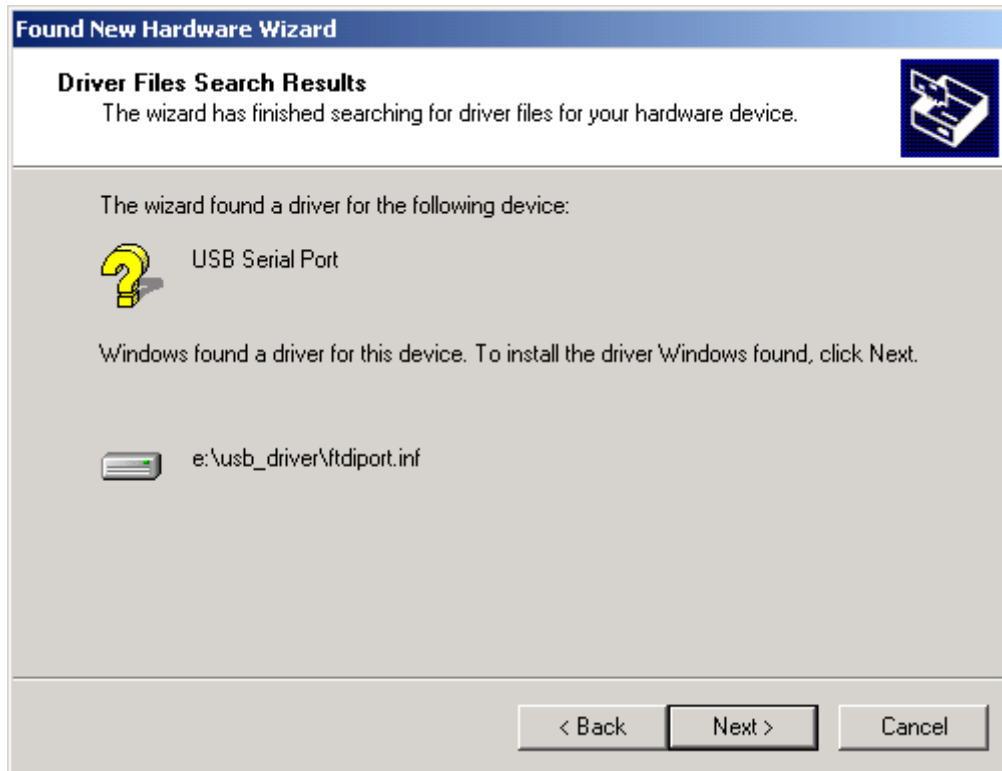 Found New Hardware Wizard
Driver Files Search Results
The wizard has finished searching for driver files for your hardware device.
The wizard found a driver for the following device:
USB Serial Port
Windows found a driver for this device. To install the driver Windows found, click Next.
e:\usb_driver\ftdiport.inf
< Back
Next >
Cancel